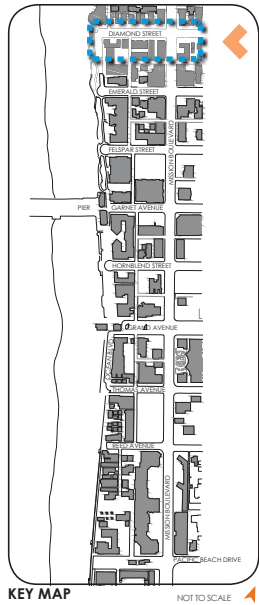 DIAMOND STREET
EMERALD STREET
FELSPAR STREET
MISSION BOULEVARD
PIER
GARNET AVENUE
HORNBLEND STREET
GRAND AVENUE
OCEAN BLVD
THOMAS AVENUE
REED AVENUE
MISSION BOULEVARD
PACIFIC BEACH DRIVE
KEY MAP
NOT TO SCALE